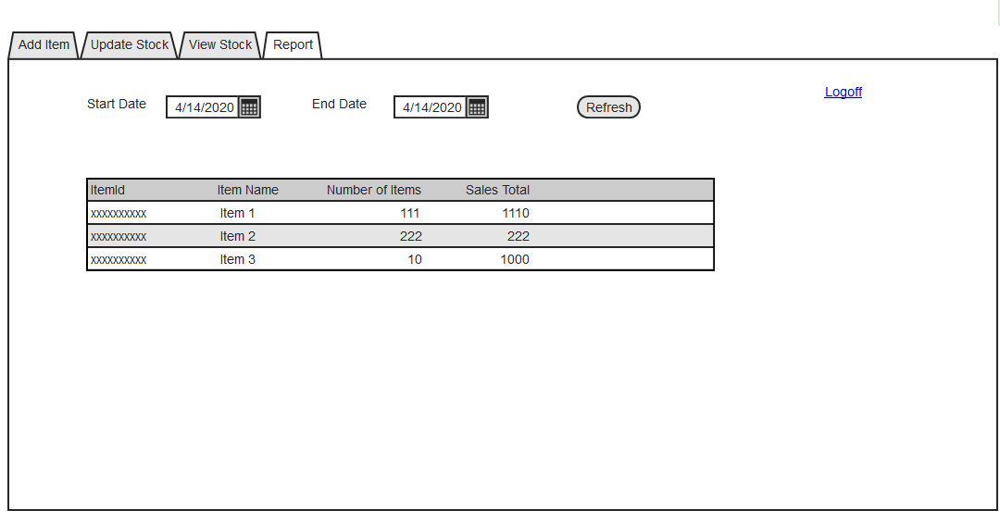 Add Item Update Stock View Stock Report
Logoff
Start Date 4/14/2020 End Date 4/14/2020 Refresh
ItemId Item Name Number of Items Sales Total
xxxxxxxxxx Item 1 111 1110
xxxxxxxxxx Item 2 222 222
xxxxxxxxxx Item 3 10 1000